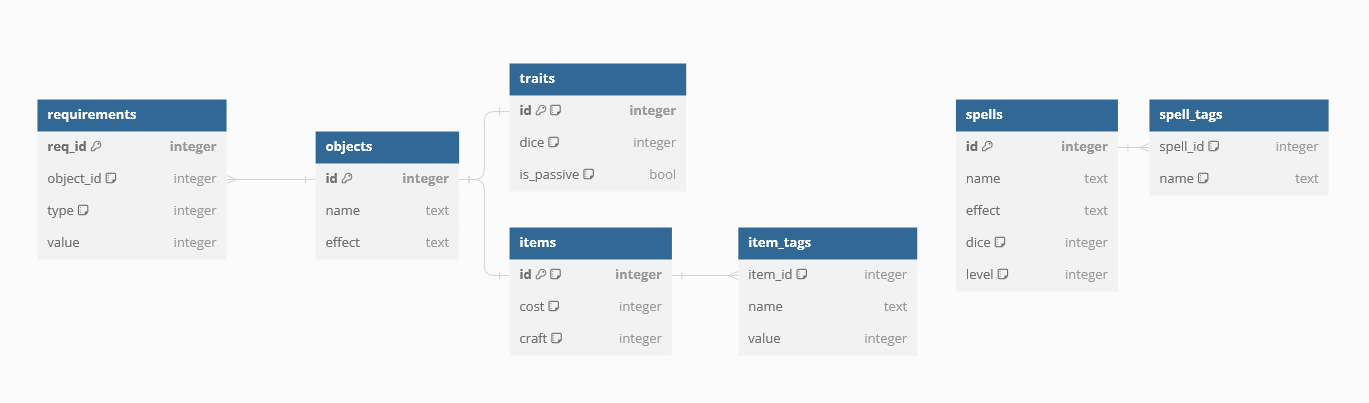 requirements
req_id integer
object_id integer
type integer
value integer
objects
id integer
name text
effect text
traits
id integer
dice integer
is_passive bool
items
id integer
cost integer
craft integer
item_tags
item_id integer
name text
value integer
spells
id integer
name text
effect text
dice integer
level integer
spell_tags
spell_id integer
name text